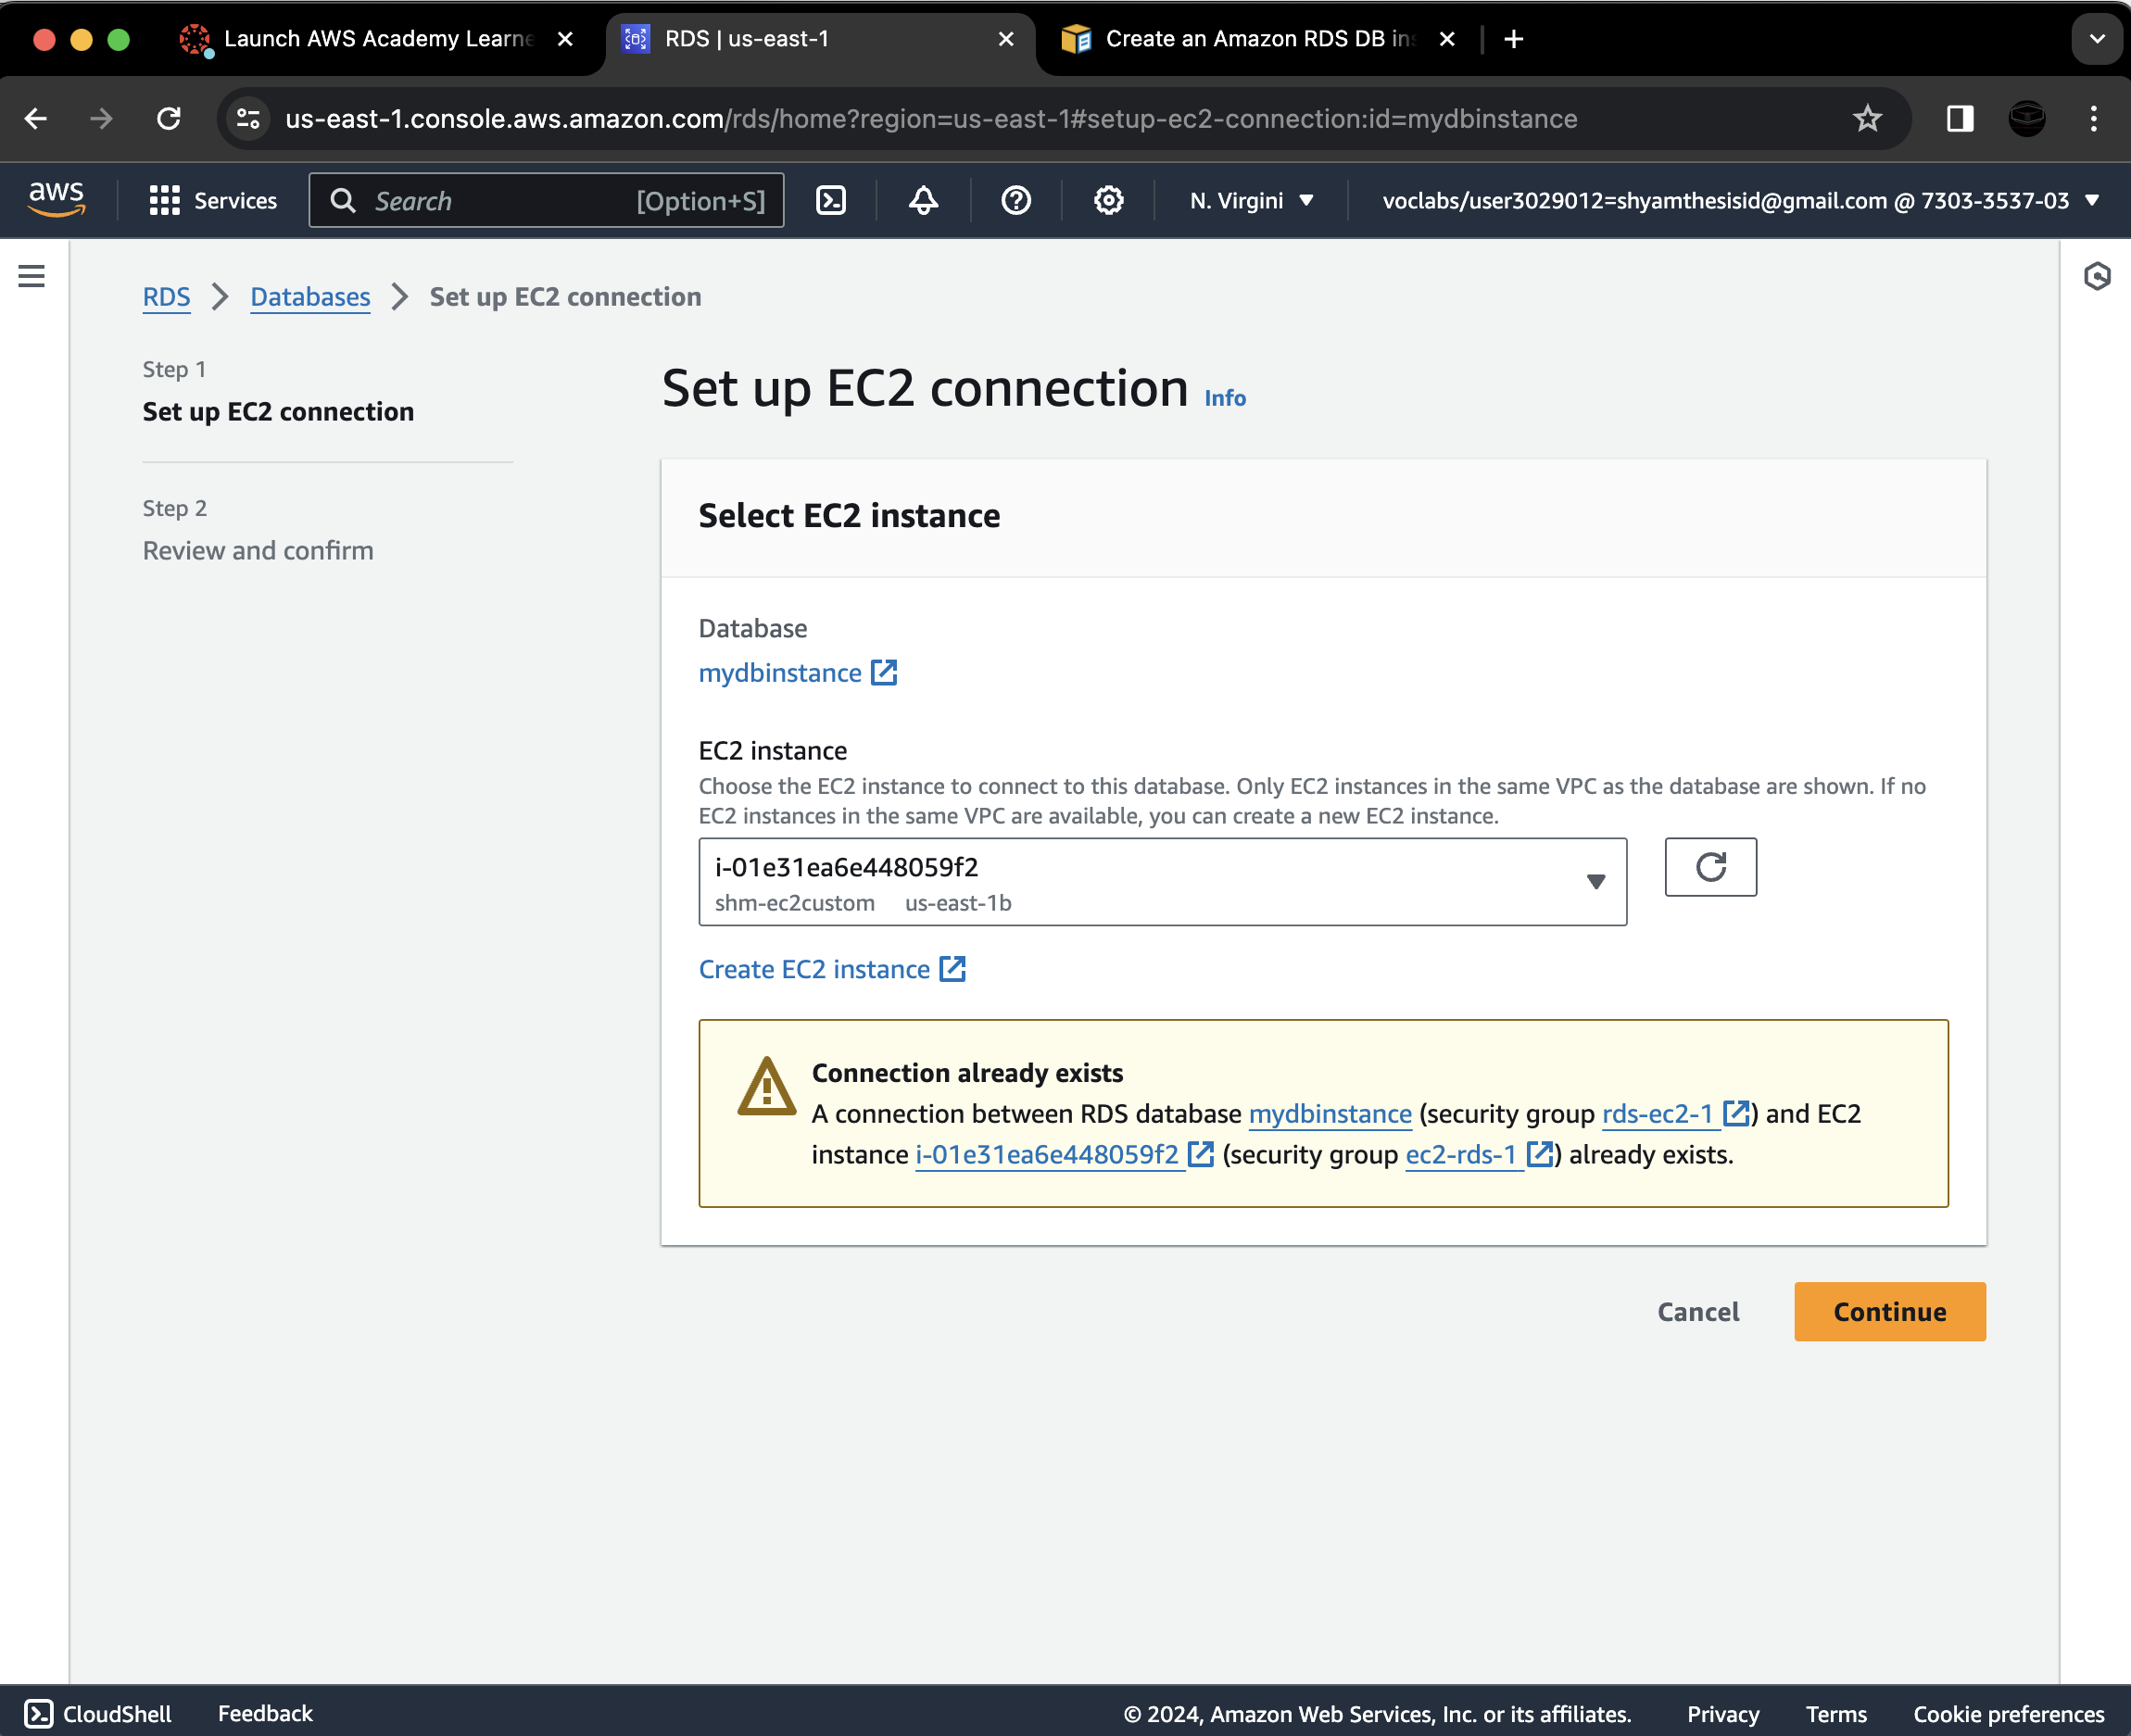 Launch AWS Academy Learne
RDS | us-east-1
Create an Amazon RDS DB ins
us-east-1.console.aws.amazon.com/rds/home?region=us-east-1#setup-ec2-connection:id=mydbinstance
aws
Services
Search
[Option+S]
N. Virgini
voclabs/user3029012=shyamthesisid@gmail.com @ 7303-3537-03
RDS
Databases
Set up EC2 connection
Step 1
Set up EC2 connection
Step 2
Review and confirm
Set up EC2 connection Info
Select EC2 instance
Database
mydbinstance
EC2 instance
Choose the EC2 instance to connect to this database. Only EC2 instances in the same VPC as the database are shown. If no
EC2 instances in the same VPC are available, you can create a new EC2 instance.
i-01e31ea6e448059f2
shm-ec2custom us-east-1b
Create EC2 instance
Connection already exists
A connection between RDS database mydbinstance (security group rds-ec2-1 ) and EC2
instance i-01e31ea6e448059f2 (security group ec2-rds-1 ) already exists.
Cancel
Continue
CloudShell
Feedback
© 2024, Amazon Web Services, Inc. or its affiliates.
Privacy
Terms
Cookie preferences